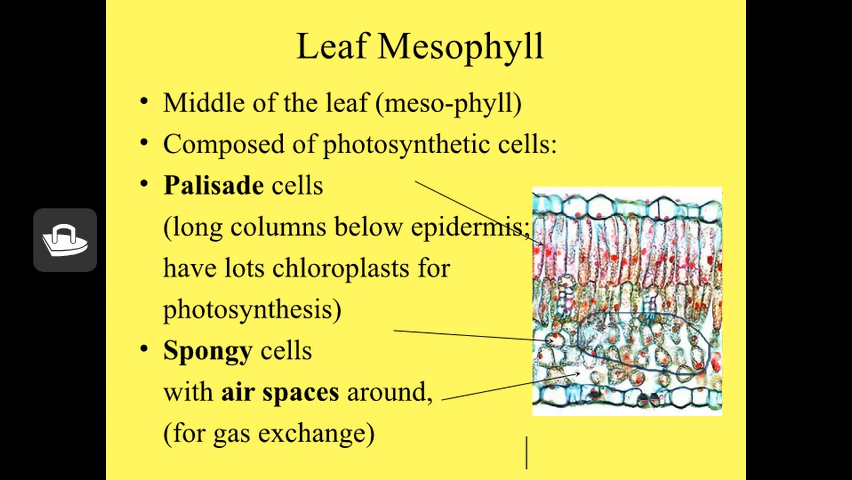 Leaf Mesophyll
• Middle of the leaf (meso-phyll)
• Composed of photosynthetic cells:
• Palisade cells
(long columns below epidermis;
have lots chloroplasts for
photosynthesis)
• Spongy cells
with air spaces around,
(for gas exchange)